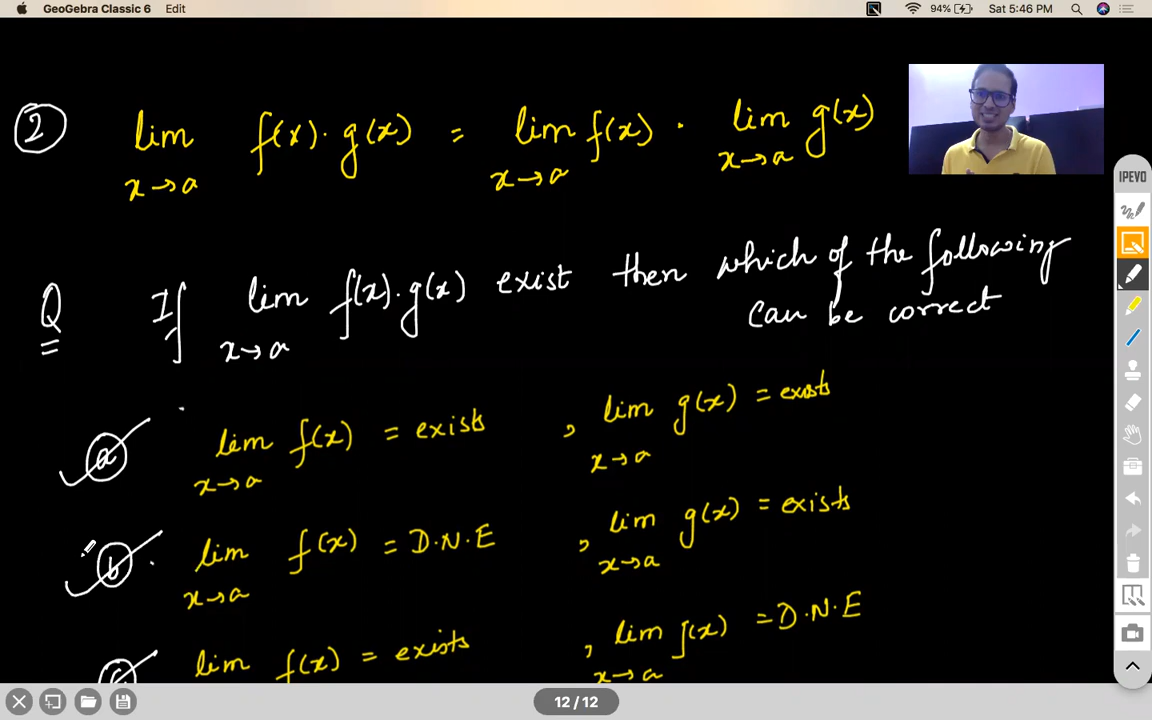 GeoGebra Classic 6 Edit 94% Sat 5:46 PM
② lim x→a f(x)·g(x) = lim x→a f(x) · lim x→a g(x)
IPEVO
Q If lim x→a f(x)·g(x) exist then which of the following
can be correct
ⓐ lim x→a f(x) = exists , lim x→a g(x) = exists
ⓑ lim x→a f(x) = D.N.E , lim x→a g(x) = exists
ⓒ lim f(x) = exists , lim x→a g(x) = D.N.E
12/12